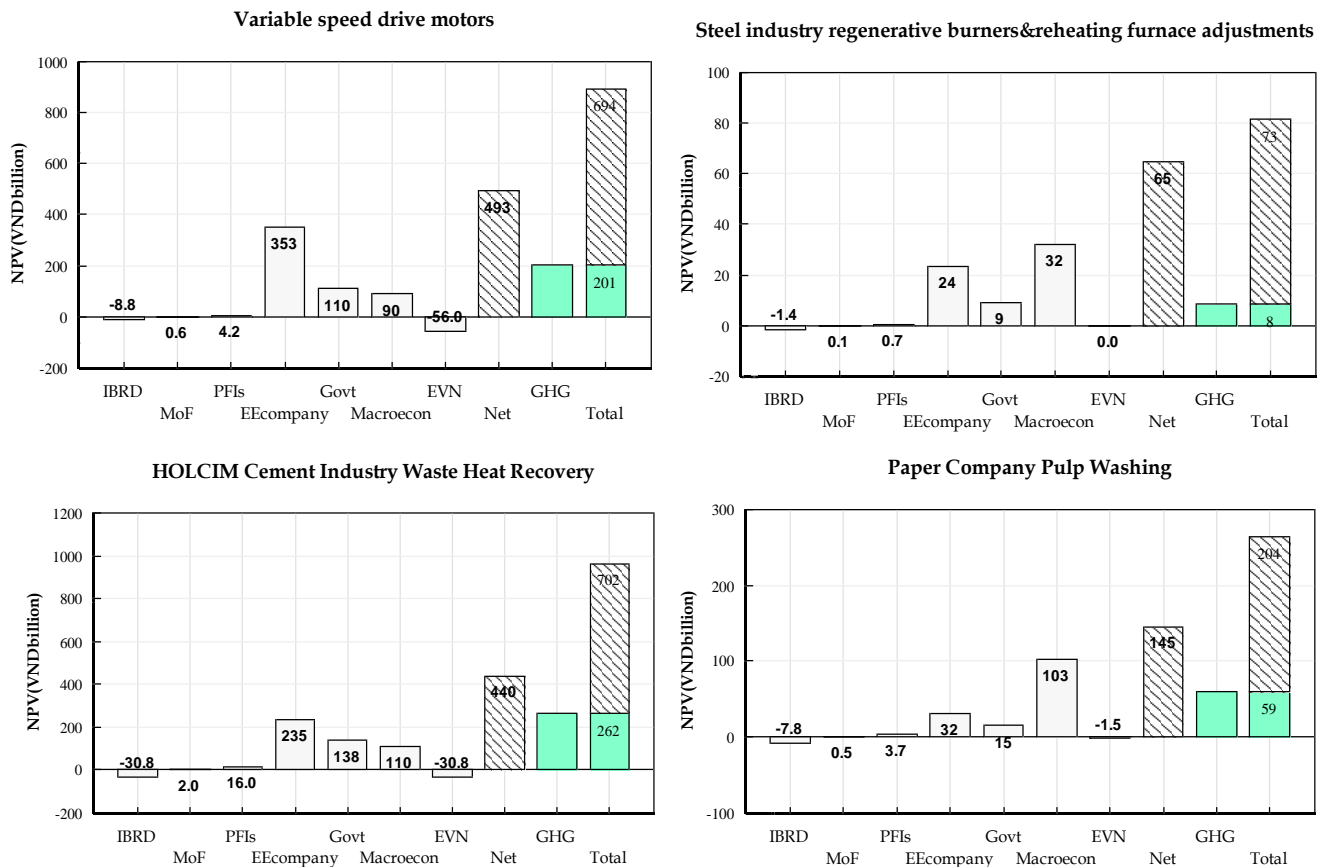 Variable speed drive motors
NPV(VNDbillion)
1000
800
600
400
200
0
-200
-8.8
0.6
4.2
353
110
90
-56.0
493
694
201
IBRD
MoF
PFIs
EEcompany
Govt
Macroecon
EVN
Net
GHG
Total
Steel industry regenerative burners&reheating furnace adjustments
NPV(VNDbillion)
100
80
60
40
20
0
-20
-1.4
0.1
0.7
24
9
32
0.0
65
73
8
IBRD
MoF
PFIs
EEcompany
Govt
Macroecon
EVN
Net
GHG
Total
HOLCIM Cement Industry Waste Heat Recovery
NPV(VNDbillion)
1200
1000
800
600
400
200
0
-200
-30.8
2.0
16.0
235
138
110
-30.8
440
702
262
IBRD
MoF
PFIs
EEcompany
Govt
Macroecon
EVN
Net
GHG
Total
Paper Company Pulp Washing
NPV(VNDbillion)
300
200
100
0
-100
-7.8
0.5
3.7
32
15
103
-1.5
145
204
59
IBRD
MoF
PFIs
EEcompany
Govt
Macroecon
EVN
Net
GHG
Total